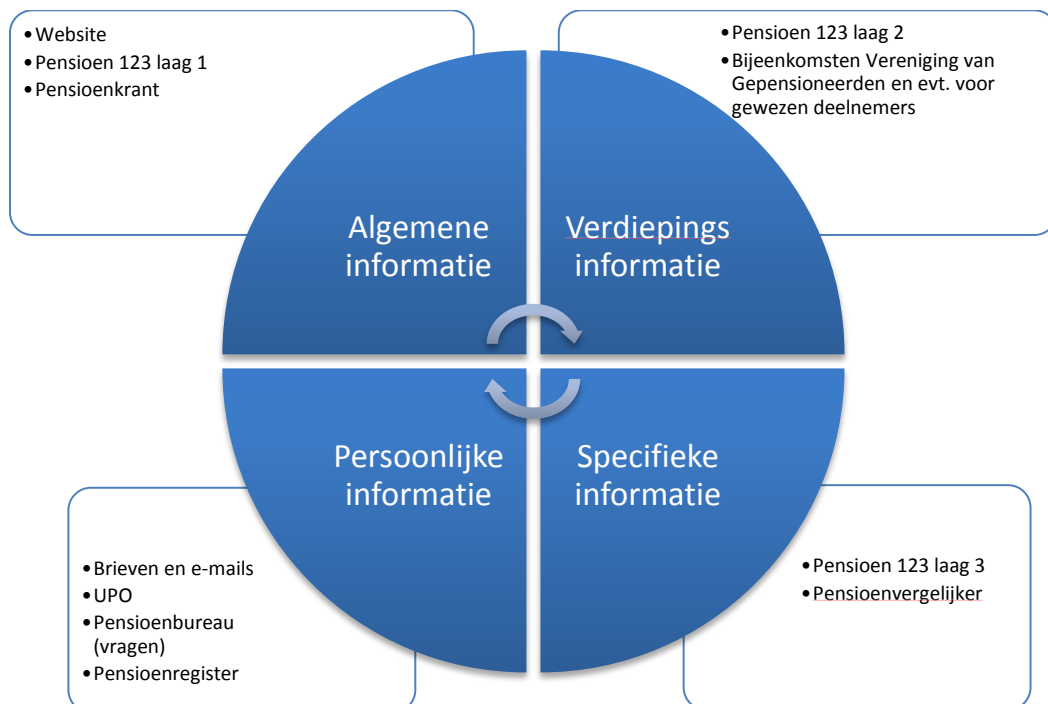 •Website
•Pensioen 123 laag 1
•Pensioenkrant
•Pensioen 123 laag 2
•Bijeenkomsten Vereniging van
Gepensioneerden en evt. voor
gewezen deelnemers
Algemene
informatie
Verdiepings
informatie
Persoonlijke
informatie
Specifieke
informatie
•Brieven en e-mails
•UPO
•Pensioenbureau
(vragen)
•Pensioenregister
•Pensioen 123 laag 3
•Pensioenvergelijker